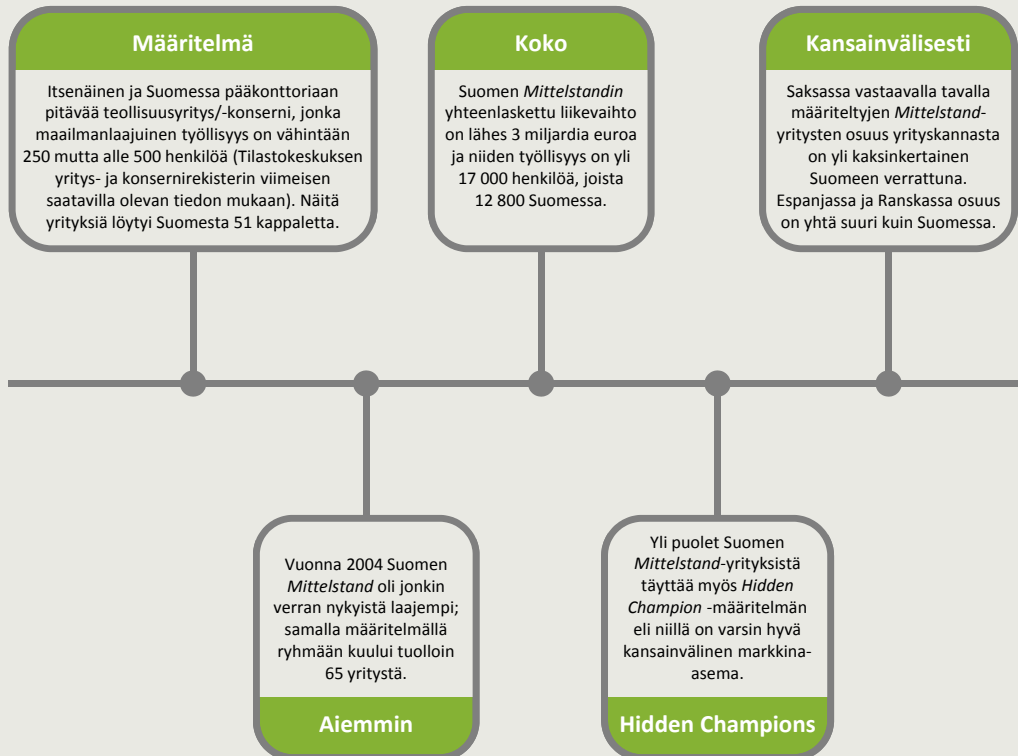 Määritelmä
Itsenäinen ja Suomessa pääkonttoriaan
pitävää teollisuusyritys/-konserni, jonka
maailmanlaajuinen työllisyys on vähintään
250 mutta alle 500 henkilöä (Tilastokeskuksen
yritys- ja konsernirekisterin viimeisen
saatavilla olevan tiedon mukaan). Näitä
yrityksiä löytyi Suomesta 51 kappaletta.
Koko
Suomen Mittelstandin
yhteenlaskettu liikevaihto
on lähes 3 miljardia euroa
ja niiden työllisyys on yli
17 000 henkilöä, joista
12 800 Suomessa.
Kansainvälisesti
Saksassa vastaavalla tavalla
määriteltyjen Mittelstand-
yritysten osuus yrityskannasta
on yli kaksinkertainen
Suomeen verrattuna.
Espanjassa ja Ranskassa osuus
on yhtä suuri kuin Suomessa.
Vuonna 2004 Suomen
Mittelstand oli jonkin
verran nykyistä laajempi;
samalla määritelmällä
ryhmään kuului tuolloin
65 yritystä.
Aiemmin
Yli puolet Suomen
Mittelstand-yrityksistä
täyttää myös Hidden
Champion -määritelmän
eli niillä on varsin hyvä
kansainvälinen markkina-
asema.
Hidden Champions